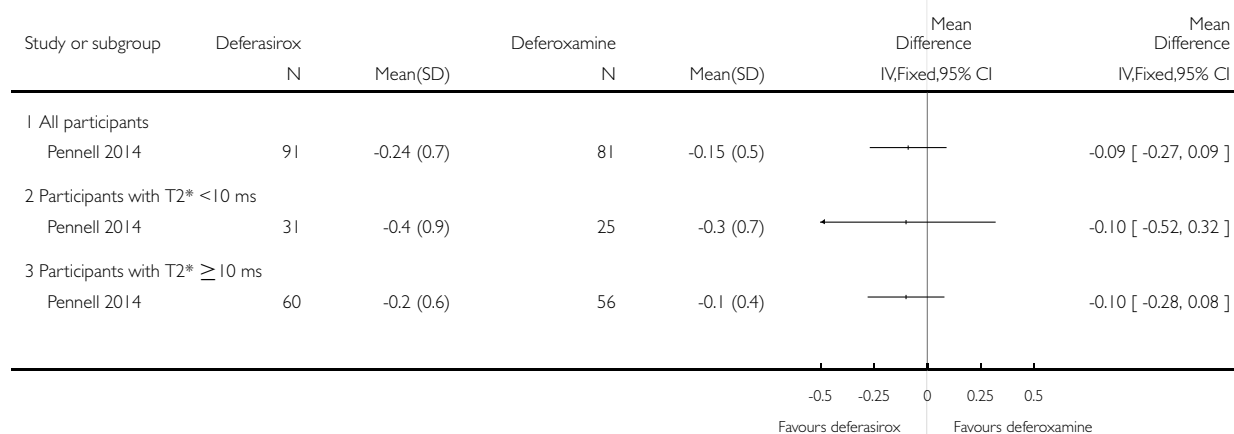 Study or subgroup Deferasirox Deferoxamine Mean Difference Mean Difference
N Mean(SD) N Mean(SD) IV,Fixed,95% CI IV,Fixed,95% CI
1 All participants
Pennell 2014 91 -0.24 (0.7) 81 -0.15 (0.5) -0.09 [ -0.27, 0.09 ]
2 Participants with T2* <10 ms
Pennell 2014 31 -0.4 (0.9) 25 -0.3 (0.7) -0.10 [ -0.52, 0.32 ]
3 Participants with T2* ≥10 ms
Pennell 2014 60 -0.2 (0.6) 56 -0.1 (0.4) -0.10 [ -0.28, 0.08 ]
-0.5 -0.25 0 0.25 0.5
Favours deferasirox Favours deferoxamine